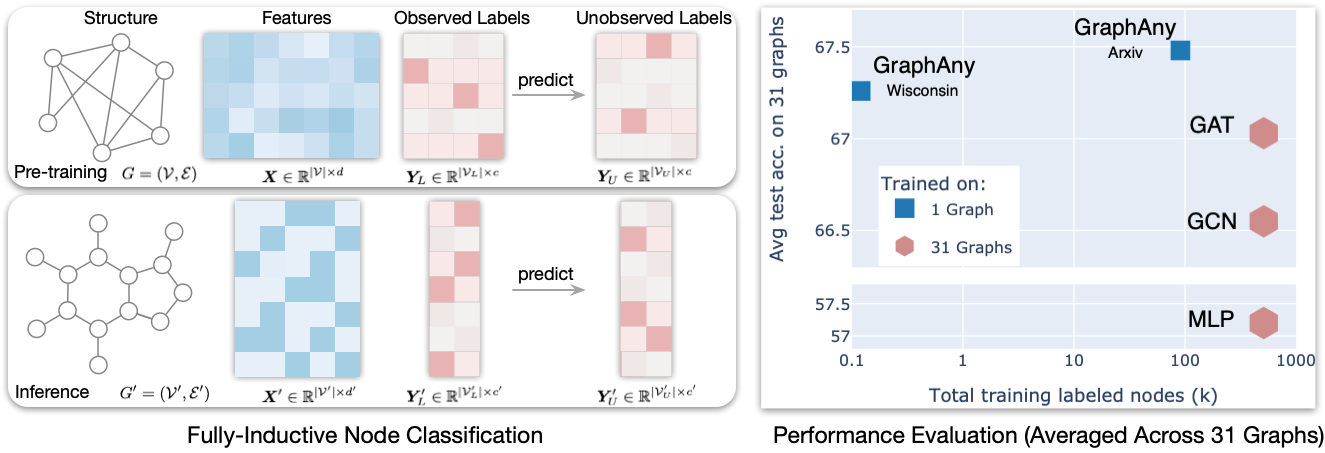 Structure Features Observed Labels Unobserved Labels
predict
Pre-training G = (𝒱, ℰ) X ∈ ℝ^{|𝒱|×d} Y_L ∈ ℝ^{|𝒱_L|×c} Y_U ∈ ℝ^{|𝒱_U|×c}
predict
Inference G′ = (𝒱′, ℰ′) X′ ∈ ℝ^{|𝒱′|×d′} Y′_L ∈ ℝ^{|𝒱′_L|×c′} Y′_U ∈ ℝ^{|𝒱′_U|×c′}
Fully-Inductive Node Classification
Avg test acc. on 31 graphs
67.5
67
66.5
57.5
57
GraphAny
Arxiv
GraphAny
Wisconsin
GAT
Trained on:
1 Graph
31 Graphs
GCN
MLP
0.1 1 10 100 1000
Total training labeled nodes (k)
Performance Evaluation (Averaged Across 31 Graphs)